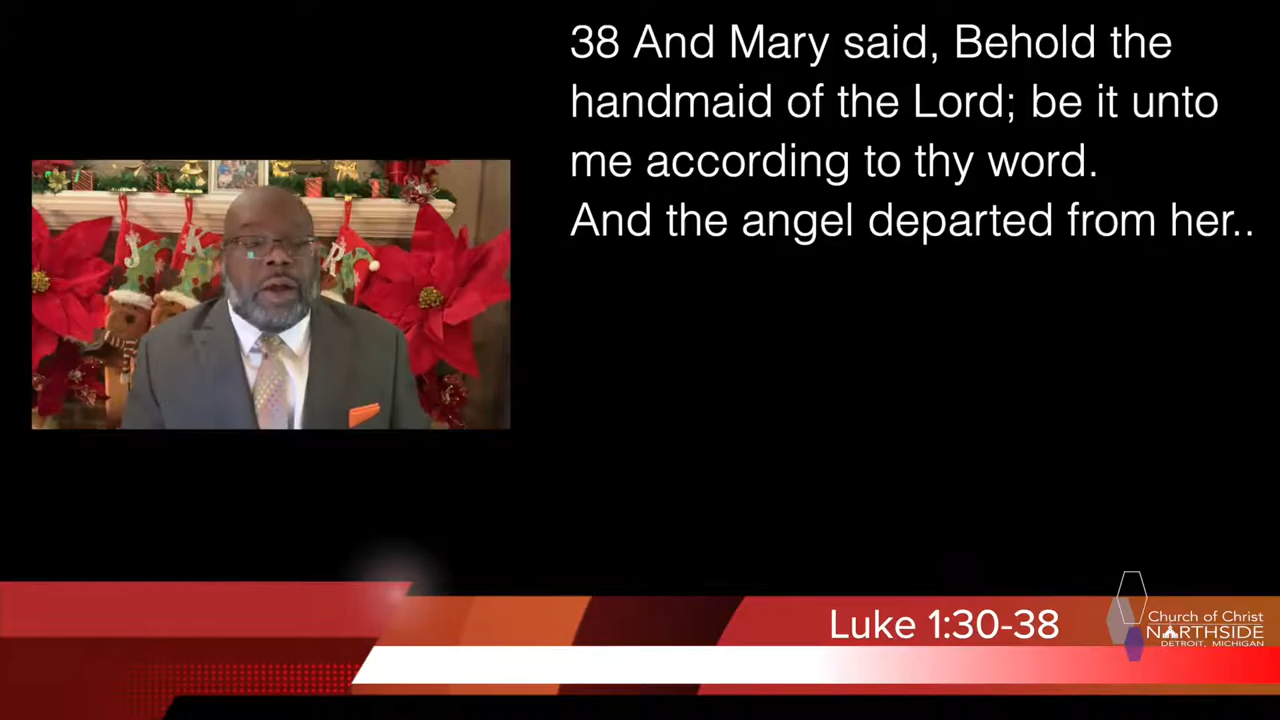 38 And Mary said, Behold the
handmaid of the Lord; be it unto
me according to thy word.
And the angel departed from her..
J
K
R
Luke 1:30-38
Church of Christ
NORTHSIDE
DETROIT, MICHIGAN